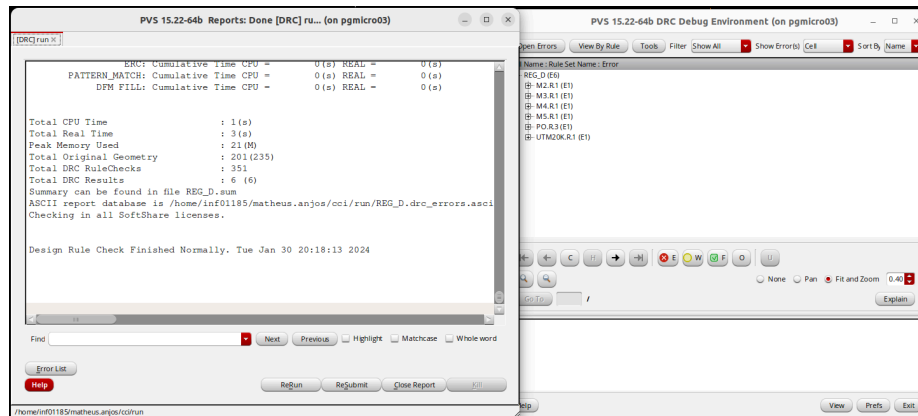 PVS 15.22-64b Reports: Done [DRC] ru... (on pgmicro03)
[DRC] run
ERC: Cumulative Time CPU = 0(s) REAL = 0(s)
PATTERN_MATCH: Cumulative Time CPU = 0(s) REAL = 0(s)
DFM FILL: Cumulative Time CPU = 0(s) REAL = 0(s)
Total CPU Time : 1(s)
Total Real Time : 3(s)
Peak Memory Used : 21(M)
Total Original Geometry : 201(235)
Total DRC RuleChecks : 351
Total DRC Results : 6 (6)
Summary can be found in file REG_D.sum
ASCII report database is /home/inf01185/matheus.anjos/cci/run/REG_D.drc_errors.asci
Checking in all SoftShare licenses.
Design Rule Check Finished Normally. Tue Jan 30 20:18:13 2024
Find Next Previous Highlight Matchcase Whole word
Error List
Help ReRun ReSubmit Close Report Kill
/home/inf01185/matheus.anjos/cci/run
PVS 15.22-64b DRC Debug Environment (on pgmicro03)
pen Errors View By Rule Tools Filter Show All Show Error(s) Cell Sort By Name
Name : Rule Set Name : Error
REG_D (E6)
M2.R.1 (E1)
M3.R.1 (E1)
M4.R.1 (E1)
M5.R.1 (E1)
PO.R.3 (E1)
UTM20K.R.1 (E1)
C H E W F O U
None Pan Fit and Zoom 0.40
Go To / Explain
elp View Prefs Exit